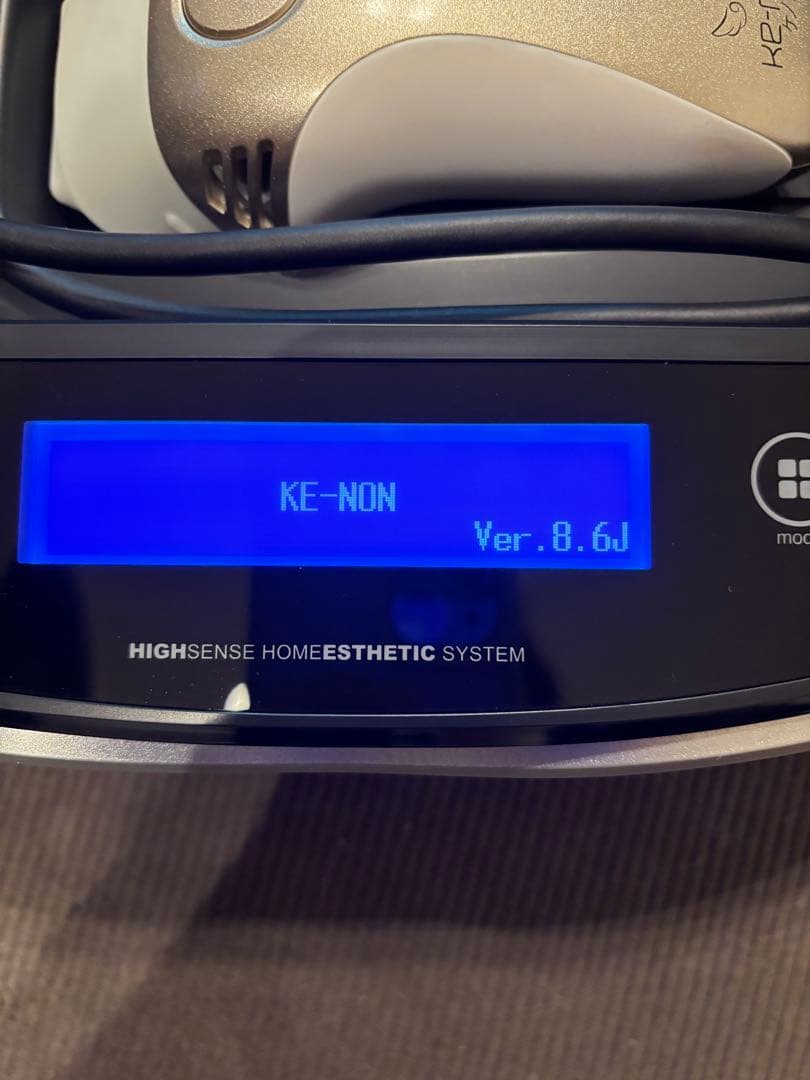 KE-NON
Ver.8.6J
HIGHSENSE HOMEESTHETIC SYSTEM